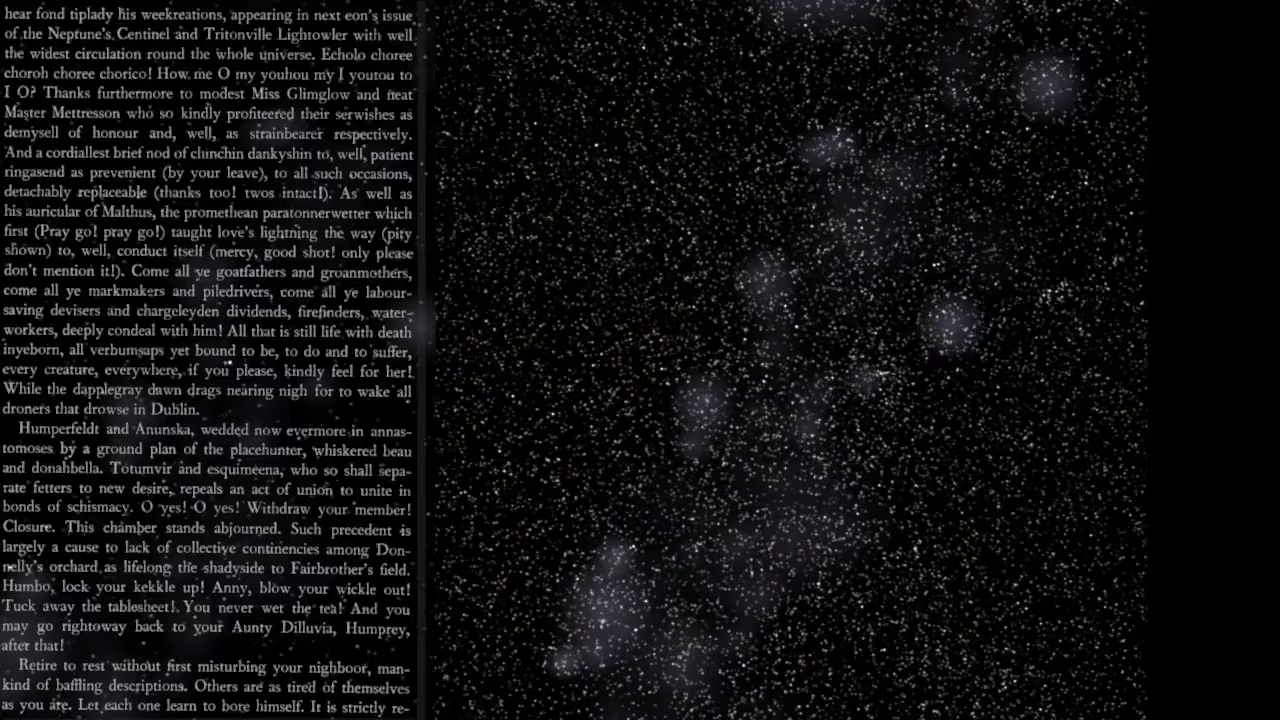 hear fond tiplady his weekreations, appearing in next eon's issue
of the Neptune's Centinel and Tritonville Lightowler with well
the widest circulation round the whole universe. Echolo choree
choroh choree chorico! How me O my youhou my I youtou to
I O? Thanks furthermore to modest Miss Glimglow and neat
Master Mettresson who so kindly profiteered their serwishes as
demysell of honour and, well, as strainbearer respectively.
And a cordiallest brief nod of chinchin dankyshin to, well, patient
ringasend as prevenient (by your leave), to all such occasions,
detachably replaceable (thanks too! twos intact!). As well as
his auricular of Malthus, the promethean paratonnerwetter which
first (Pray go! pray go!) taught love's lightning the way (pity
shown) to, well, conduct itself (mercy, good shot! only please
don't mention it!). Come all ye goatfathers and groanmothers,
come all ye markmakers and piledrivers, come all ye labour-
saving devisers and chargeleyden dividends, firefinders, water-
workers, deeply condeal with him! All that is still life with death
inyeborn, all verbumsaps yet bound to be, to do and to suffer,
every creature, everywhere, if you please, kindly feel for her!
While the dapplegray dawn drags nearing nigh for to wake all
droners that drowse in Dublin.
Humperfeldt and Anunska, wedded now evermore in annas-
tomoses by a ground plan of the placehunter, whiskered beau
and donahbella. Totumvir and esquimeena, who so shall sepa-
rate fetters to new desire, repeals an act of union to unite in
bonds of schismacy. O yes! O yes! Withdraw your member!
Closure. This chamber stands abjourned. Such precedent is
largely a cause to lack of collective continencies among Don-
nelly's orchard as lifelong the shadyside to Fairbrother's field.
Humbo, lock your kekkle up! Anny, blow your wickle out!
Tuck away the tablesheet! You never wet the tea! And you
may go rightoway back to your Aunty Dilluvia, Humprey,
after that!
Retire to rest without first misturbing your nighboor, man-
kind of baffling descriptions. Others are as tired of themselves
as you are. Let each one learn to bore himself. It is strictly re-